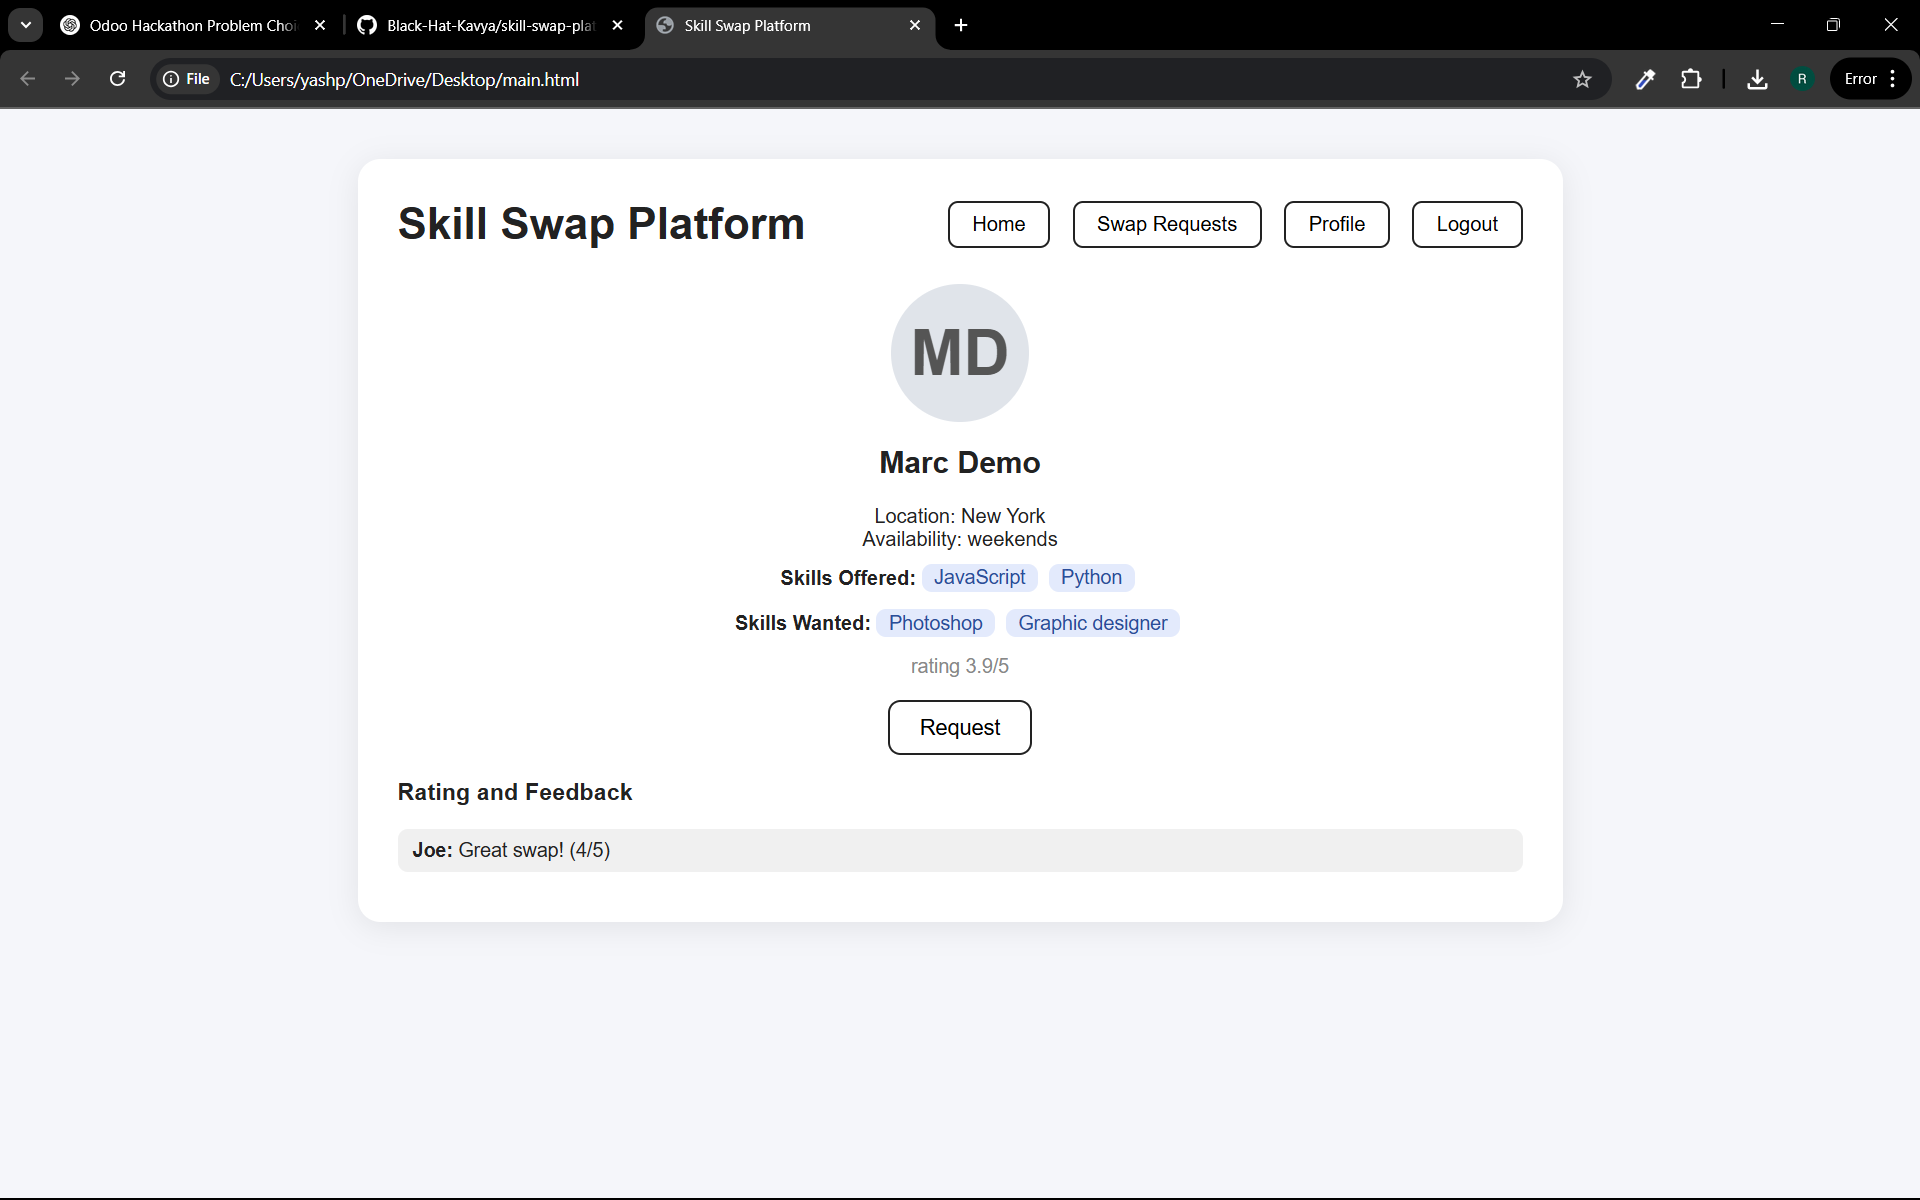 Odoo Hackathon Problem Choi
Black-Hat-Kavya/skill-swap-plat
Skill Swap Platform
File
C:/Users/yashp/OneDrive/Desktop/main.html
R
Error
Skill Swap Platform
Home
Swap Requests
Profile
Logout
MD
Marc Demo
Location: New York
Availability: weekends
Skills Offered: JavaScript Python
Skills Wanted: Photoshop Graphic designer
rating 3.9/5
Request
Rating and Feedback
Joe: Great swap! (4/5)